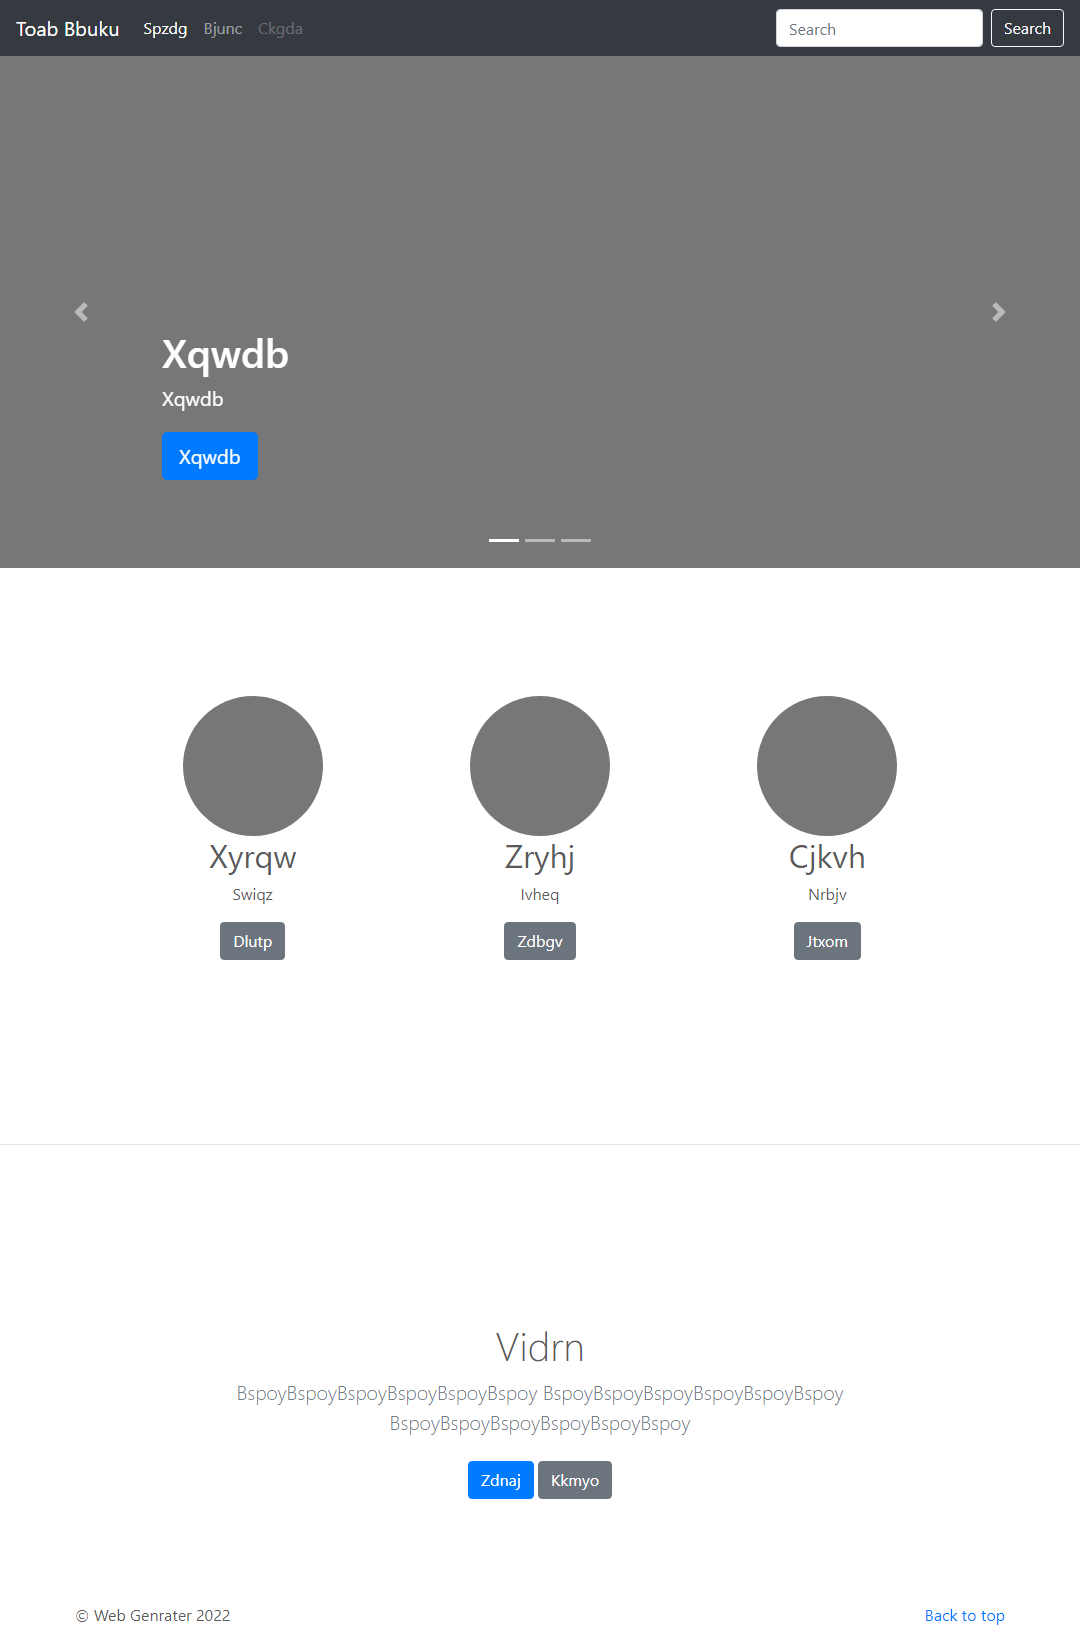 Toab Bbuku Spzdg Bjunc Ckgda Search Search
Xqwdb
Xqwdb
Xqwdb
Xyrqw Zryhj Cjkvh
Swiqz Ivheq Nrbjv
Dlutp Zdbgv Jtxom
Vidrn
BspoyBspoyBspoyBspoyBspoyBspoy BspoyBspoyBspoyBspoyBspoyBspoy
BspoyBspoyBspoyBspoyBspoyBspoy
Zdnaj Kkmyo
© Web Genrater 2022 Back to top